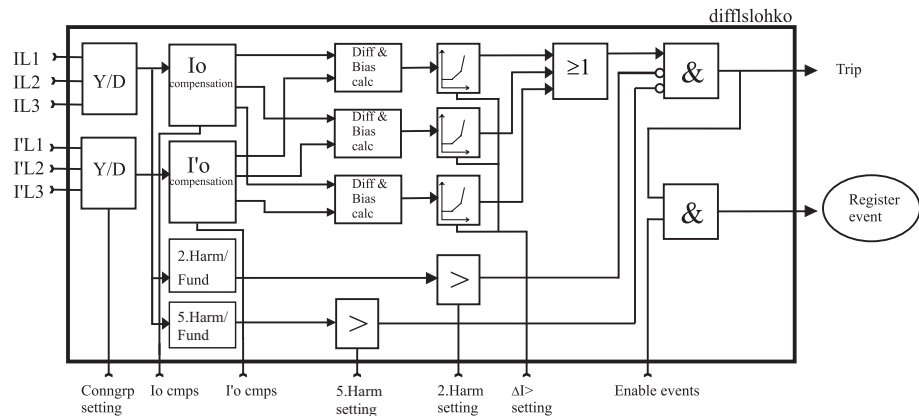 difflslohko
IL1
IL2
IL3
Y/D
Io
compensation
Diff &
Bias
calc
≥1
&
Trip
I'L1
I'L2
I'L3
Y/D
I'o
compensation
Diff &
Bias
calc
Diff &
Bias
calc
&
Register
event
2.Harm/
Fund
>
5.Harm/
Fund
>
Conngrp
setting
Io cmps
I'o cmps
5.Harm
setting
2.Harm
setting
ΔI>
setting
Enable events